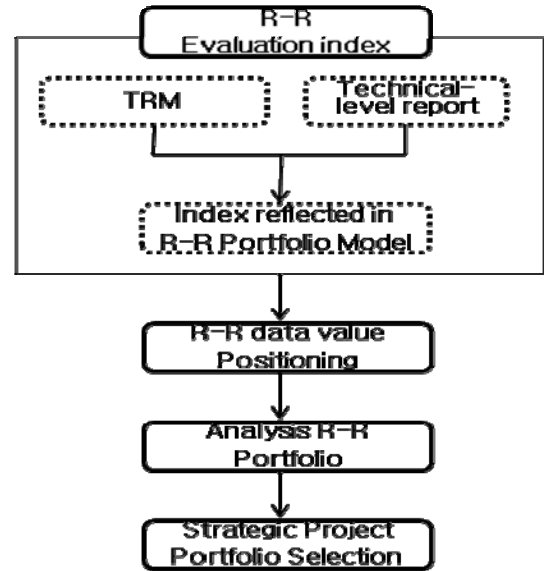 R-R
Evaluation index
TRM
Technical-
level report
Index reflected in
R-R Portfolio Model
R-R data value
Positioning
Analysis R-R
Portfolio
Strategic Project
Portfolio Selection